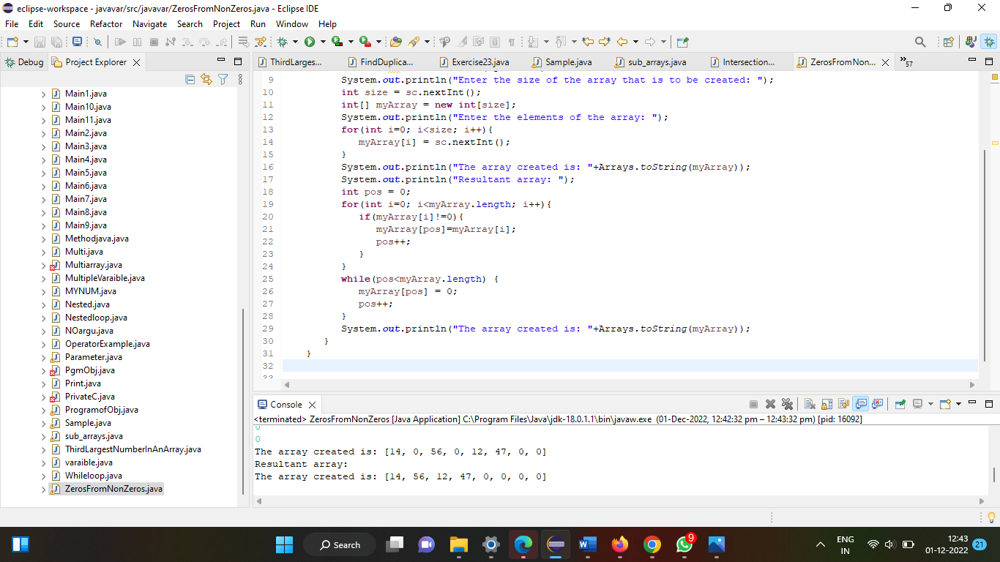 eclipse-workspace - javavar/src/javavar/ZerosFromNonZeros.java - Eclipse IDE
File Edit Source Refactor Navigate Search Project Run Window Help
Debug Project Explorer
ThirdLarges... FindDuplica... Exercise23.java Sample.java sub_arrays.java Intersection... ZerosFromNon... 57
Main1.java
Main10.java
Main11.java
Main2.java
Main3.java
Main4.java
Main5.java
Main6.java
Main7.java
Main8.java
Main9.java
Methodjava.java
Multi.java
Multiarray.java
MultipleVaraible.java
MYNUM.java
Nested.java
Nestedloop.java
NOargu.java
OperatorExample.java
Parameter.java
PgmObj.java
Print.java
PrivateC.java
ProgramofObj.java
Sample.java
sub_arrays.java
ThirdLargestNumberInAnArray.java
varaible.java
Whileloop.java
ZerosFromNonZeros.java
9 System.out.println("Enter the size of the array that is to be created: ");
10 int size = sc.nextInt();
11 int[] myArray = new int[size];
12 System.out.println("Enter the elements of the array: ");
13 for(int i=0; i<size; i++){
14 myArray[i] = sc.nextInt();
15 }
16 System.out.println("The array created is: "+Arrays.toString(myArray));
17 System.out.println("Resultant array: ");
18 int pos = 0;
19 for(int i=0; i<myArray.length; i++){
20 if(myArray[i]!=0){
21 myArray[pos]=myArray[i];
22 pos++;
23 }
24 }
25 while(pos<myArray.length) {
26 myArray[pos] = 0;
27 pos++;
28 }
29 System.out.println("The array created is: "+Arrays.toString(myArray));
30 }
31 }
32
33
Console
<terminated> ZerosFromNonZeros [Java Application] C:\Program Files\Java\jdk-18.0.1.1\bin\javaw.exe (01-Dec-2022, 12:42:32 pm – 12:43:32 pm) [pid: 16092]
0
0
The array created is: [14, 0, 56, 0, 12, 47, 0, 0]
Resultant array:
The array created is: [14, 56, 12, 47, 0, 0, 0, 0]
Search
9
ENG
IN
12:43
01-12-2022
21